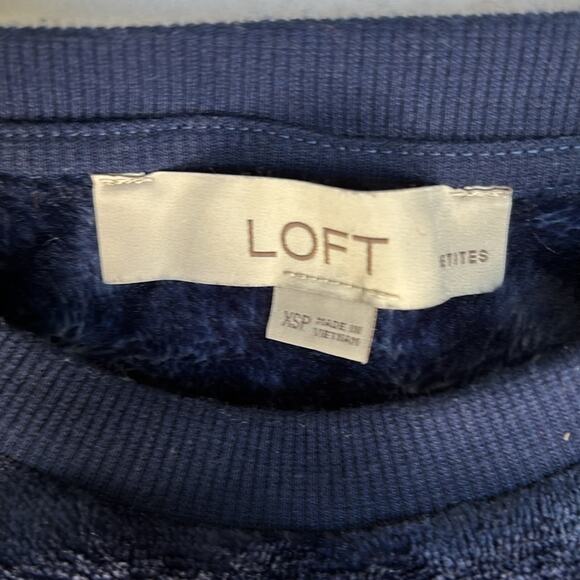 LOFT
ETITES
XSP MADE IN
VIETNAM